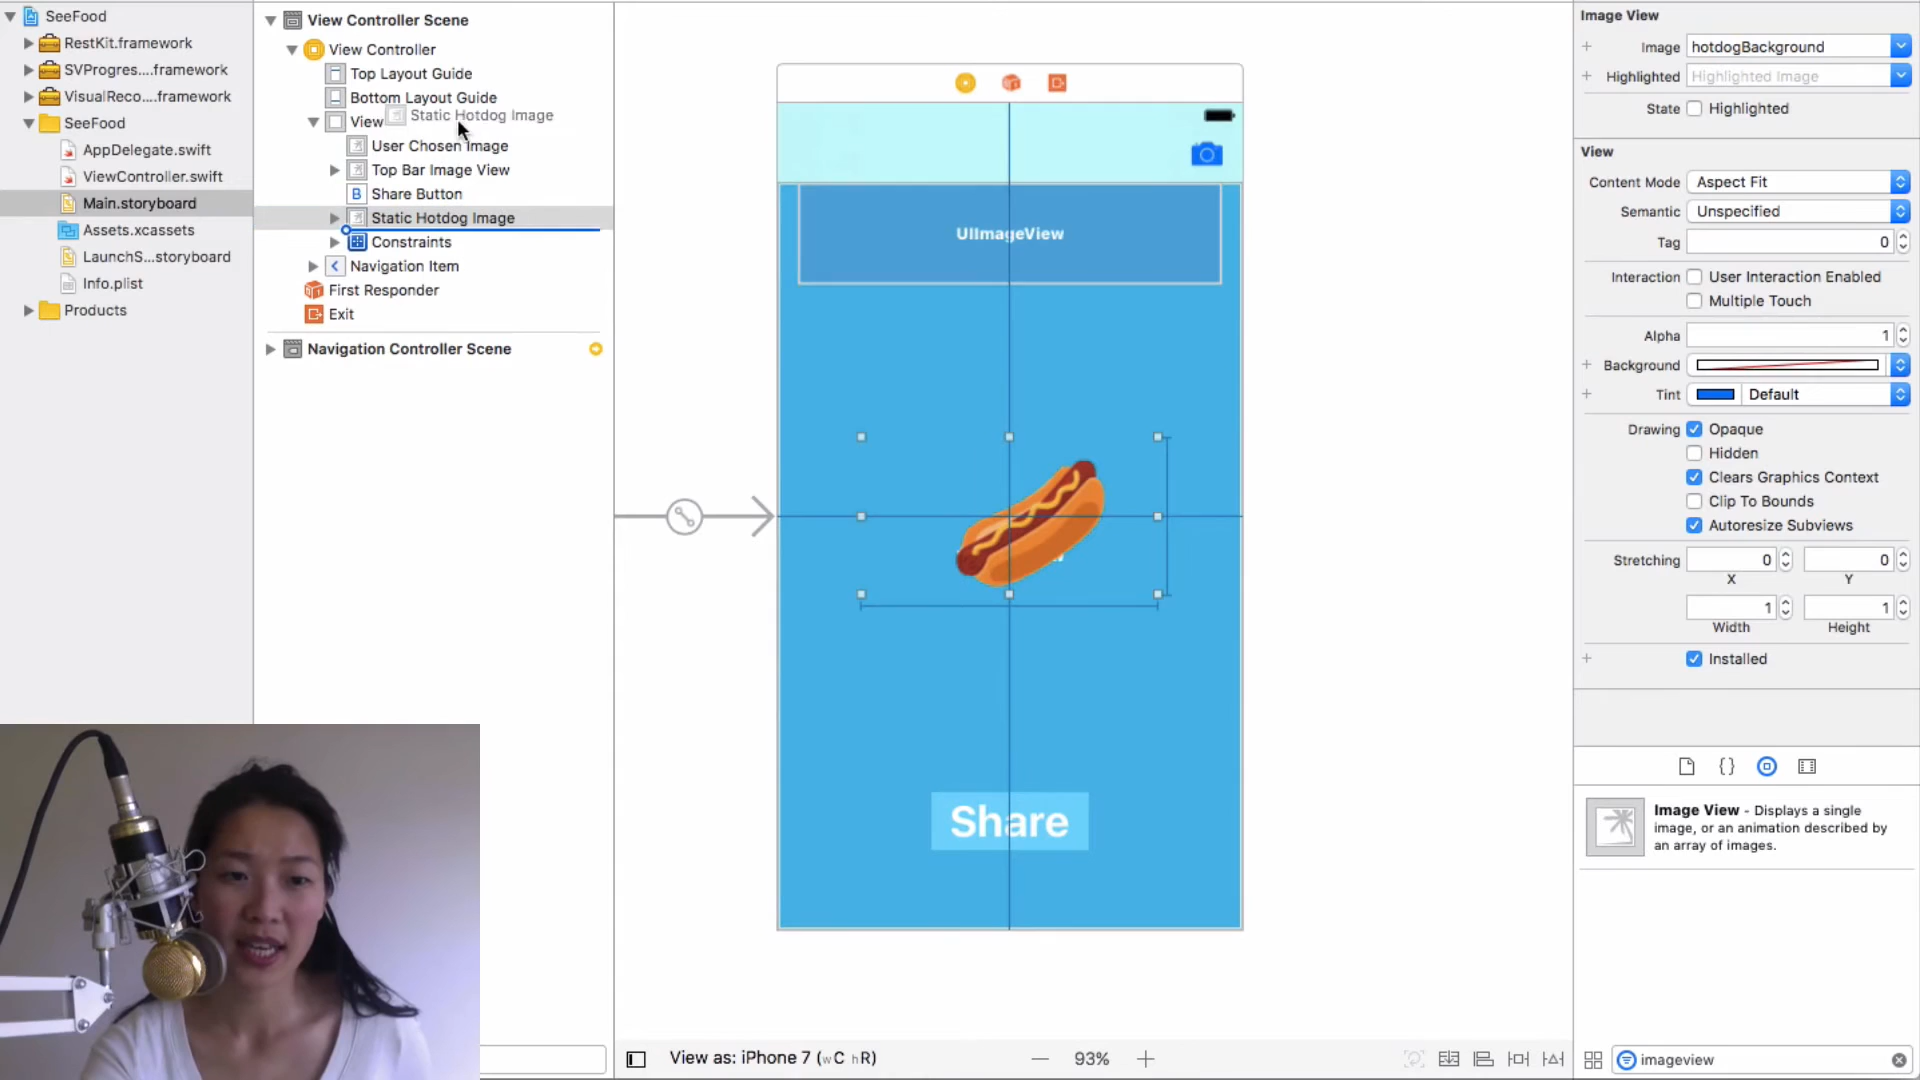 SeeFood
RestKit.framework
SVProgres....framework
VisualReco....framework
SeeFood
AppDelegate.swift
ViewController.swift
Main.storyboard
Assets.xcassets
LaunchS...storyboard
Info.plist
Products
View Controller Scene
View Controller
Top Layout Guide
Bottom Layout Guide
Static Hotdog Image
View
User Chosen Image
Top Bar Image View
B Share Button
Static Hotdog Image
Constraints
Navigation Item
First Responder
Exit
Navigation Controller Scene
UIImageView
Share
View as: iPhone 7 (wC hR)
93%
Image View
Image hotdogBackground
Highlighted Highlighted Image
State Highlighted
View
Content Mode Aspect Fit
Semantic Unspecified
Tag 0
Interaction User Interaction Enabled
Multiple Touch
Alpha 1
Background
Tint Default
Drawing Opaque
Hidden
Clears Graphics Context
Clip To Bounds
Autoresize Subviews
Stretching 0 0
X Y
1 1
Width Height
Installed
{}
Image View - Displays a single
image, or an animation described by
an array of images.
imageview